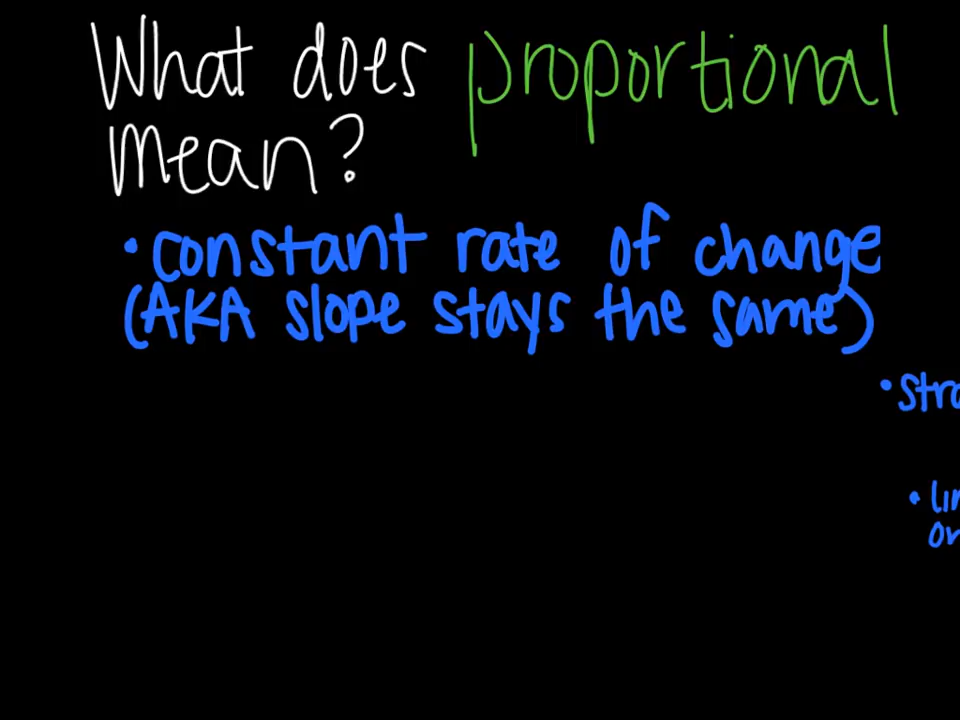 What does proportional
mean?
• constant rate of change
(AKA slope stays the same)
•
•